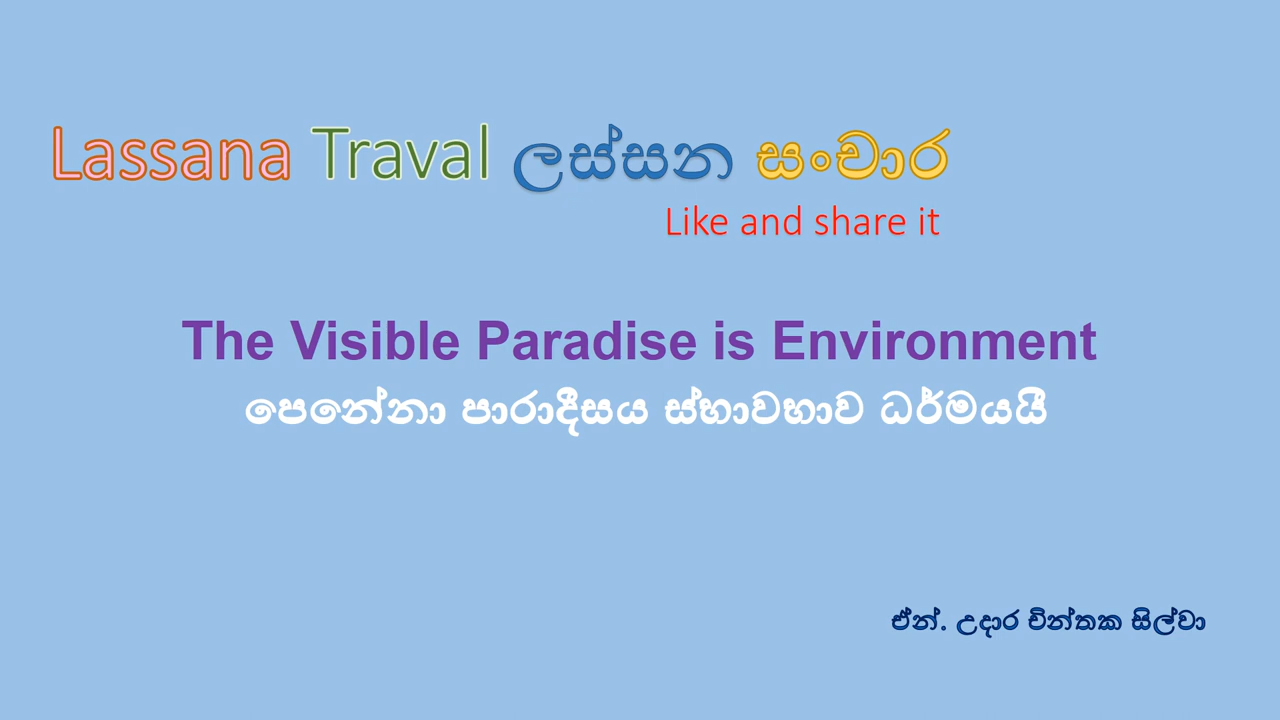 Lassana Traval ලස්සන සංචාර
Like and share it
The Visible Paradise is Environment
පෙනේනා පාරාදීසය ස්භාවභාව ධර්මයයී
ඒන්. උදාර චින්තක සිල්වා